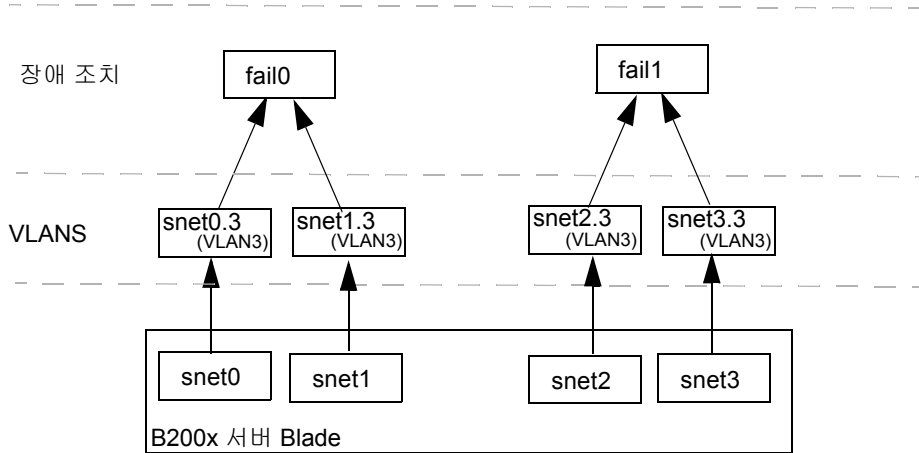 장애 조치
fail0
fail1
snet0.3
(VLAN3)
snet1.3
(VLAN3)
snet2.3
(VLAN3)
snet3.3
(VLAN3)
VLANS
snet0
snet1
snet2
snet3
B200x 서버 Blade